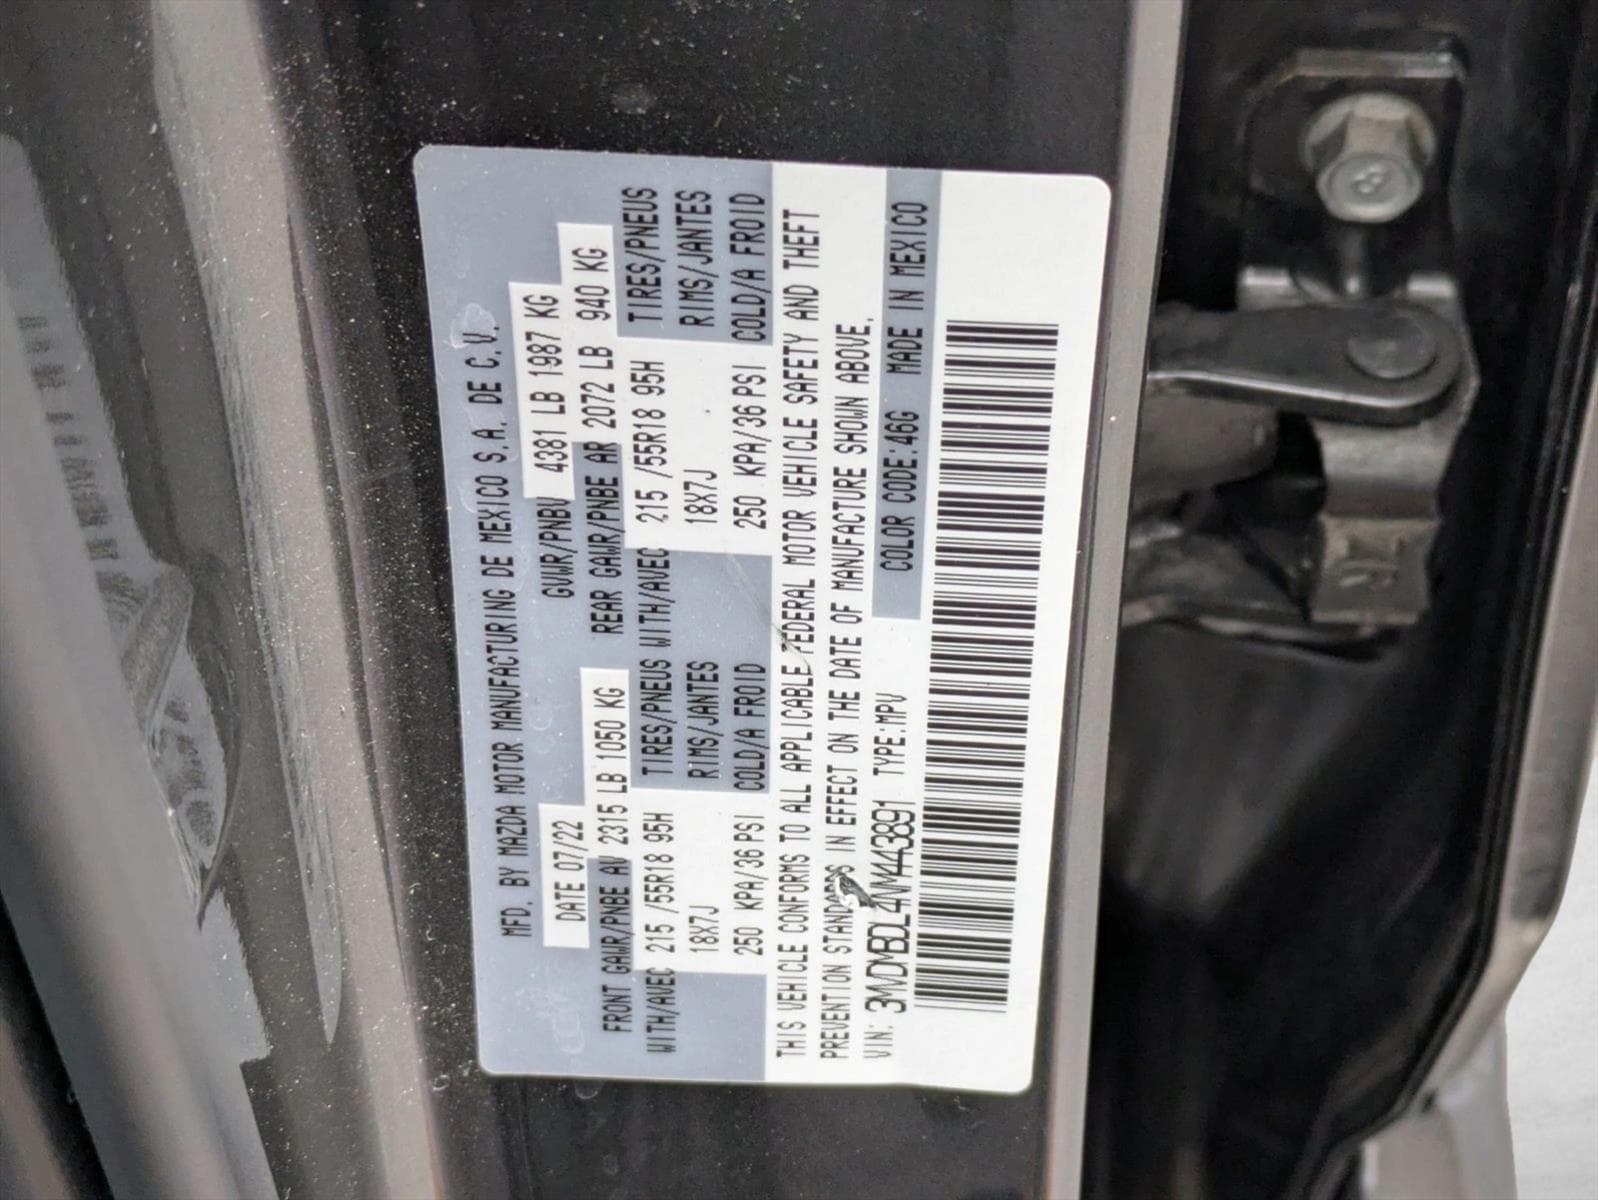 MFD. BY MAZDA MOTOR MANUFACTURING DE MEXICO S.A. DE C.V.
DATE 07/22 GVWR/PNBV 4381 LB 1987 KG
FRONT GAWR/PNBE AV 2315 LB 1050 KG REAR GAWR/PNBE AR 2072 LB 940 KG
WITH/AVEC 215 /55R18 95H TIRES/PNEUS WITH/AVEC 215 /55R18 95H TIRES/PNEUS
18X7J RIMS/JANTES 18X7J RIMS/JANTES
250 KPA/36 PSI COLD/A FROID 250 KPA/36 PSI COLD/A FROID
THIS VEHICLE CONFORMS TO ALL APPLICABLE FEDERAL MOTOR VEHICLE SAFETY AND THEFT
PREVENTION STANDARDS IN EFFECT ON THE DATE OF MANUFACTURE SHOWN ABOVE.
VIN: 3MVDMBDL4NM443891 TYPE:MPV COLOR CODE:46G MADE IN MEXICO
8